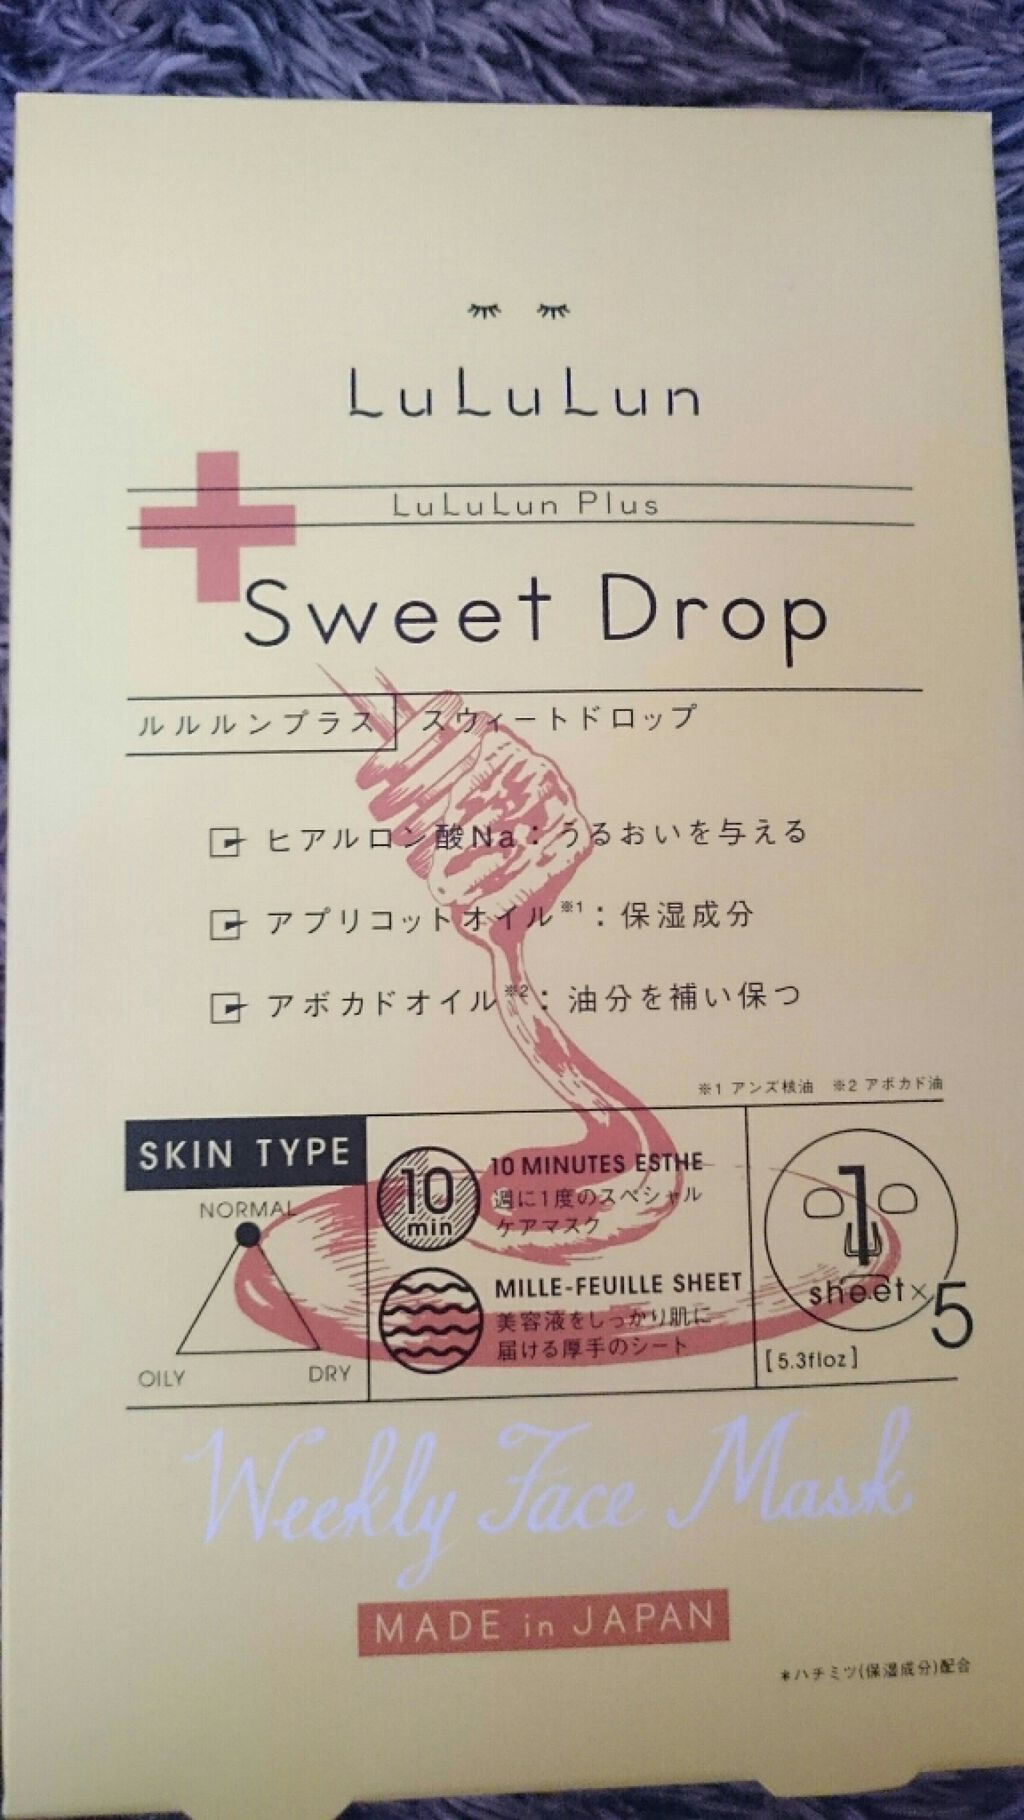 LuLuLun
LuLuLun Plus
Sweet Drop
ルルルンプラス スウィートドロップ
ヒアルロン酸Na：うるおいを与える
アプリコットオイル※1：保湿成分
アボカドオイル※2：油分を補い保つ
※1 アンズ核油 ※2 アボカド油
SKIN TYPE
NORMAL
OILY
DRY
10
min
10 MINUTES ESTHE
週に1度のスペシャル
ケアマスク
MILLE-FEUILLE SHEET
美容液をしっかり肌に
届ける厚手のシート
1
sheet×5
[5.3floz]
Weekly Face Mask
MADE in JAPAN
*ハチミツ(保湿成分)配合